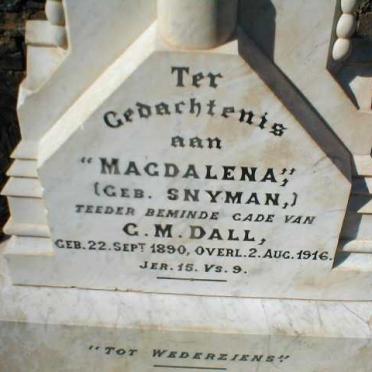 Ter
Gedachtenis
aan
"MAGDALENA",
(GEB. SNYMAN,)
TEEDER BEMINDE GADE VAN
G. M. DALL,
GEB. 22. SEPT 1890, OVERL. 2. AUG. 1916.
JER. 15. VS. 9.
"TOT WEDERZIENS."